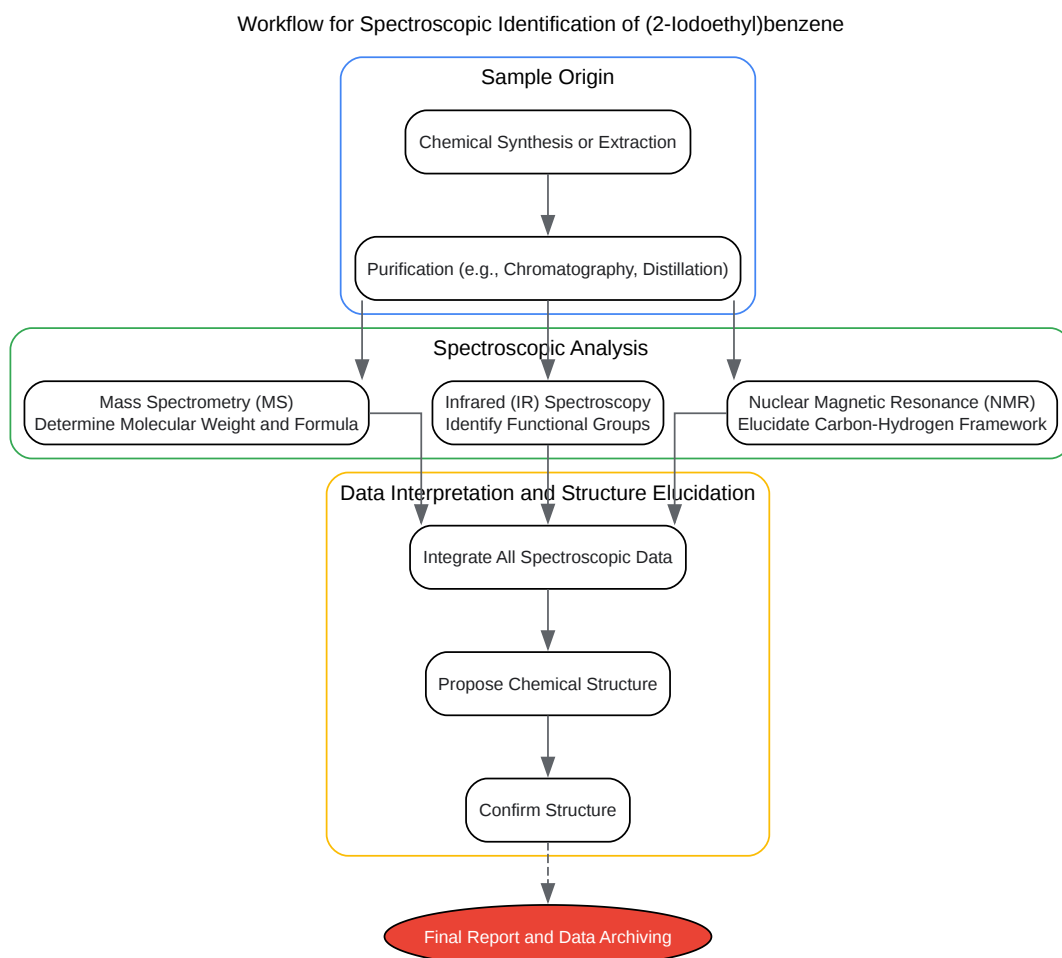 Workflow for Spectroscopic Identification of (2-Iodoethyl)benzene
Sample Origin
Chemical Synthesis or Extraction
Purification (e.g., Chromatography, Distillation)
Spectroscopic Analysis
Mass Spectrometry (MS)
Determine Molecular Weight and Formula
Infrared (IR) Spectroscopy
Identify Functional Groups
Nuclear Magnetic Resonance (NMR)
Elucidate Carbon-Hydrogen Framework
Data Interpretation and Structure Elucidation
Integrate All Spectroscopic Data
Propose Chemical Structure
Confirm Structure
Final Report and Data Archiving